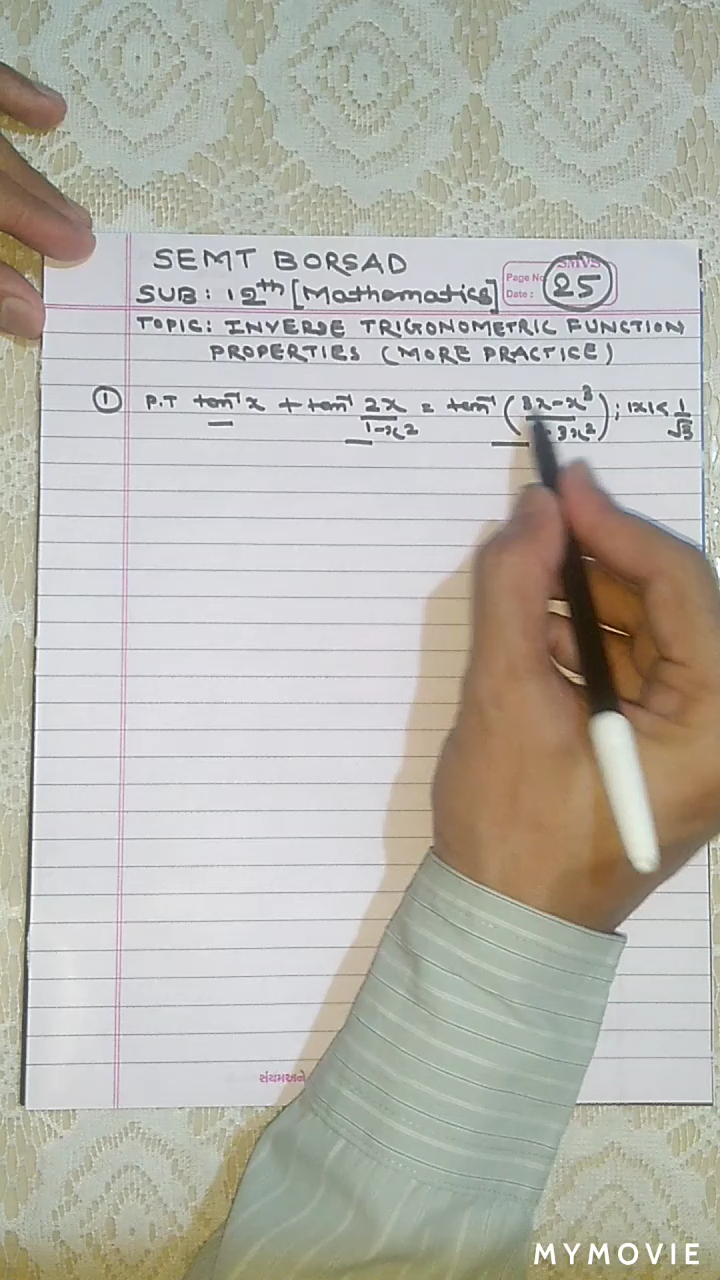 SEMT BORSAD
SMVS
SUB: 12th [Mathematics]
Page No
Date :
25
TOPIC: INVERSE TRIGONOMETRIC FUNCTION
PROPERTIES (MORE PRACTICE)
① P.T tan⁻¹x + tan⁻¹ 2x/1-x² = tan⁻¹ (3x-x³/ -3x²) ; |x| < 1/√3
સંયમઅને
MYMOVIE